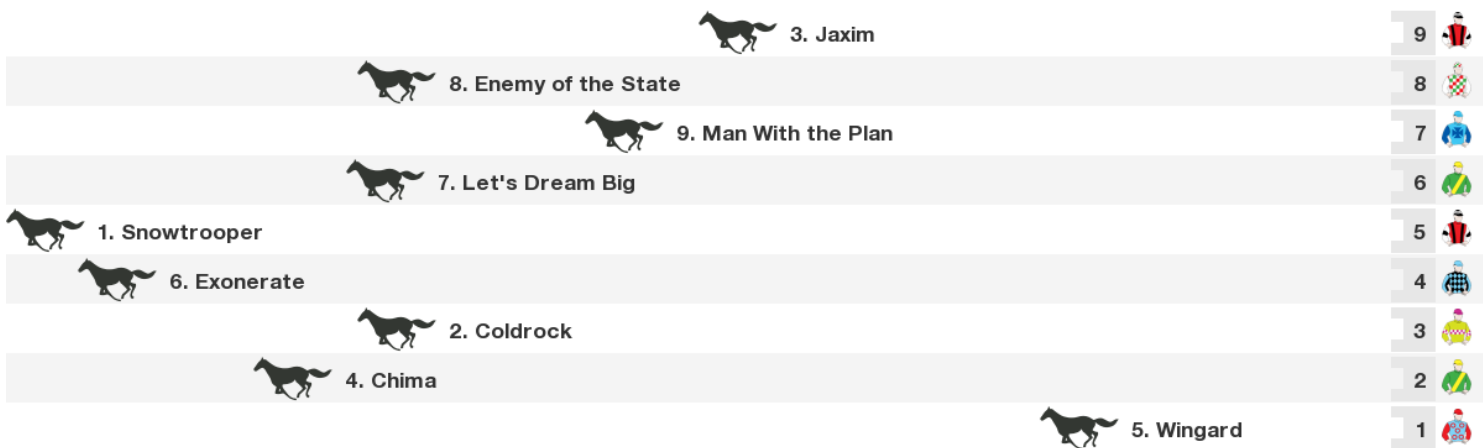 3. Jaxim 9
8. Enemy of the State 8
9. Man With the Plan 7
7. Let's Dream Big 6
1. Snowtrooper 5
6. Exonerate 4
2. Coldrock 3
4. Chima 2
5. Wingard 1